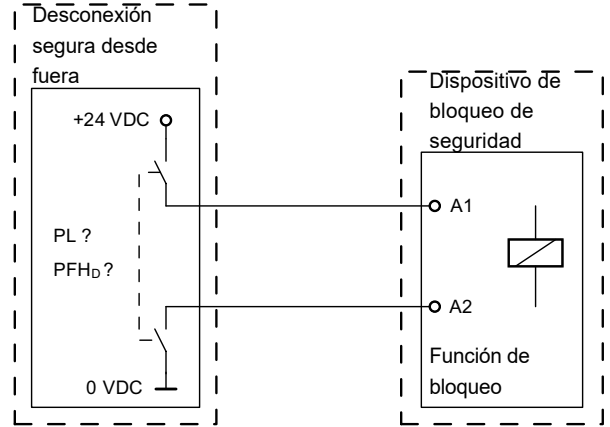 Desconexión
segura desde
fuera
+24 VDC
PL ?
PFHD ?
0 VDC
Dispositivo de
bloqueo de
seguridad
A1
A2
Función de
bloqueo